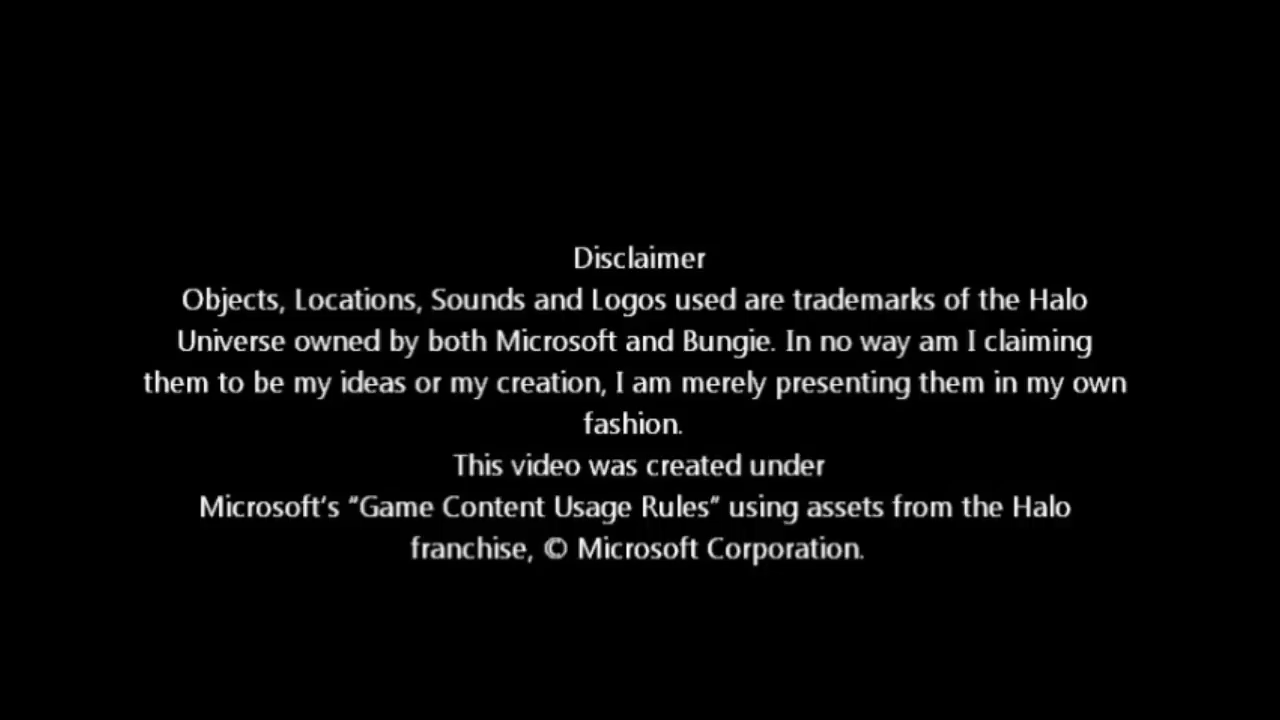 Disclaimer
Objects, Locations, Sounds and Logos used are trademarks of the Halo
Universe owned by both Microsoft and Bungie. In no way am I claiming
them to be my ideas or my creation, I am merely presenting them in my own
fashion.
This video was created under
Microsoft's "Game Content Usage Rules" using assets from the Halo
franchise, © Microsoft Corporation.